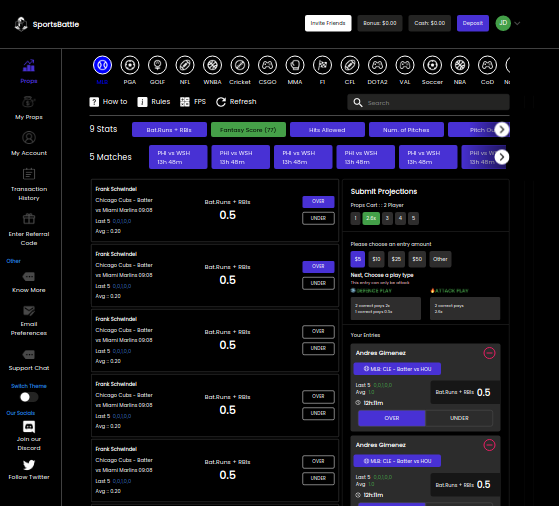 SportsBattle
Invite Friends
Bonus: $0.00
Cash: $0.00
Deposit
JD
Props
My Props
My Account
Transaction
History
Enter Referral
Code
Other
Know More
Email
Preferences
Support Chat
Switch Theme
Our Socials
Join our
Discord
Follow Twitter
PGA
GOLF
NFL
WNBA
Cricket
CSGO
MMA
F1
CFL
DOTA2
VAL
Soccer
NBA
CoD
? How to
i Rules
FPS
Refresh
Search
9 Stats
Bat.Runs + RBIs
Fantasy Score (77)
Hits Allowed
Num. of Pitches
Pitch Ou
5 Matches
PHI vs WSH
13h 48m
PHI vs WSH
13h 48m
PHI vs WSH
13h 48m
PHI vs WSH
13h 48m
PHI vs WSH
13h 48m
PHI vs WSH
13h 48m
Frank Schwindel
Chicago Cubs - Batter
vs Miami Marlins 09:08
Last 5 0,0,1,0,0
Avg :: 0.20
Bat.Runs + RBIs
0.5
OVER
UNDER
Frank Schwindel
Chicago Cubs - Batter
vs Miami Marlins 09:08
Last 5 0,0,1,0,0
Avg :: 0.20
Bat.Runs + RBIs
0.5
OVER
UNDER
Frank Schwindel
Chicago Cubs - Batter
vs Miami Marlins 09:08
Last 5 0,0,1,0,0
Avg :: 0.20
Bat.Runs + RBIs
0.5
OVER
UNDER
Frank Schwindel
Chicago Cubs - Batter
vs Miami Marlins 09:08
Last 5 0,0,1,0,0
Avg :: 0.20
Bat.Runs + RBIs
0.5
OVER
UNDER
Frank Schwindel
Chicago Cubs - Batter
vs Miami Marlins 09:08
Last 5 0,0,1,0,0
Avg :: 0.20
Bat.Runs + RBIs
0.5
OVER
UNDER
Submit Projections
Props Cart :: 2 Player
1
2.6x
3
4
5
Please choose an entry amount
$5
$10
$25
$50
Other
Next, Choose a play type
This entry can only be attack
DEFENCE PLAY
2 correct pays 2x
1 correct pays 0.5x
ATTACK PLAY
2 correct pays
2.6x
Your Entries
Andres Gimenez
MLB: CLE - Batter vs HOU
Last 5 0,0,1,0,0
Avg
12h:11m
Bat.Runs + RBIs 0.5
OVER
UNDER
Andres Gimenez
MLB: CLE - Batter vs HOU
Last 5 0,0,1,0,0
Avg
12h:11m
Bat.Runs + RBIs 0.5